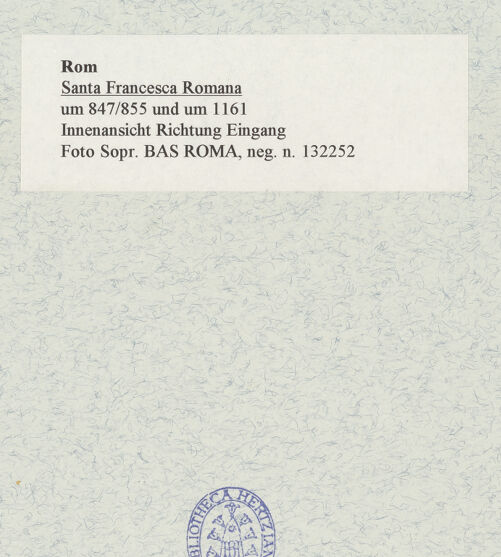 Rom
Santa Francesca Romana
um 847/855 und um 1161
Innenansicht Richtung Eingang
Foto Sopr. BAS ROMA, neg. n. 132252
BIBLIOTHECA HERTZIAN